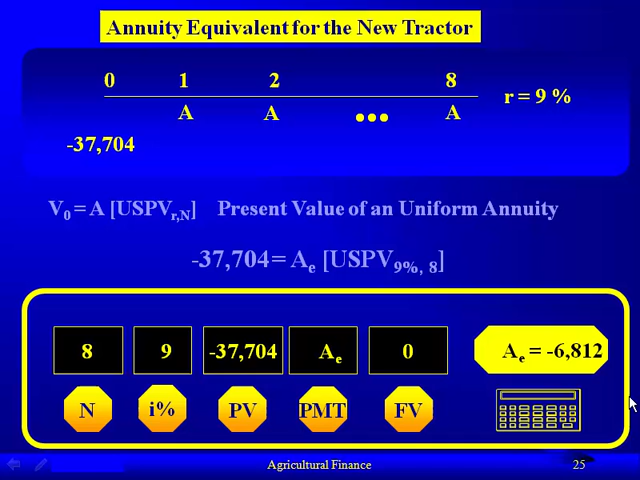 Annuity Equivalent for the New Tractor
0 1 2 8
r = 9 %
A A ... A
-37,704
V0 = A [USPVr,N] Present Value of an Uniform Annuity
-37,704 = Ae [USPV9%, 8]
8 9 -37,704 Ae 0
Ae = -6,812
N i% PV PMT FV
Agricultural Finance 25